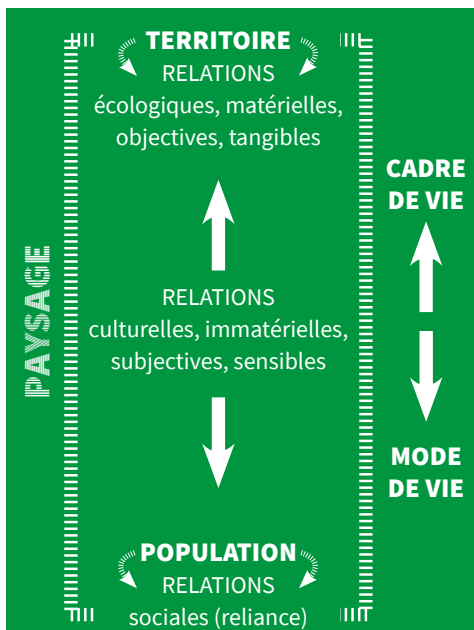 TERRITOIRE
RELATIONS
écologiques, matérielles,
objectives, tangibles
CADRE
DE VIE
PAYSAGE
RELATIONS
culturelles, immatérielles,
subjectives, sensibles
MODE
DE VIE
POPULATION
RELATIONS
sociales (reliance)